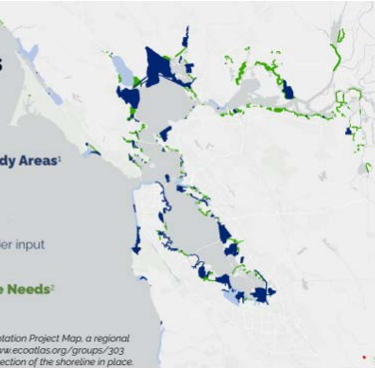 s
dy Areas¹
er input
e Needs²
tation Project Map, a regional
ww.ecoatlas.org/groups/303
ection of the shoreline in place.